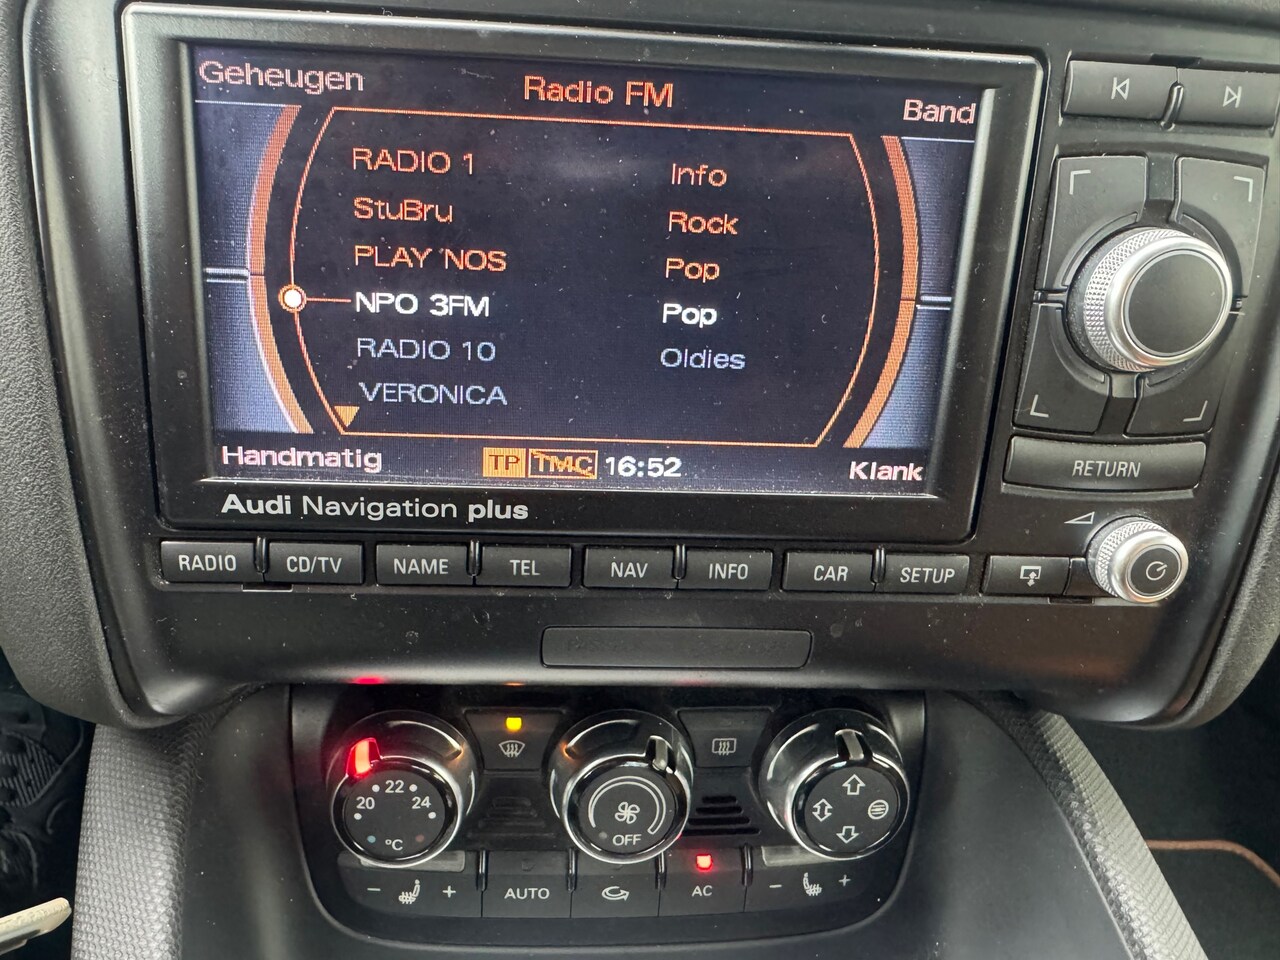 Geheugen Radio FM Band
RADIO 1 Info
StuBru Rock
PLAY NOS Pop
NPO 3FM Pop
RADIO 10 Oldies
VERONICA
Handmatig TP TMC 16:52 Klank
Audi Navigation plus
RETURN
RADIO CD/TV NAME TEL NAV INFO CAR SETUP
20 22 24
°C
OFF
- + AUTO AC - +